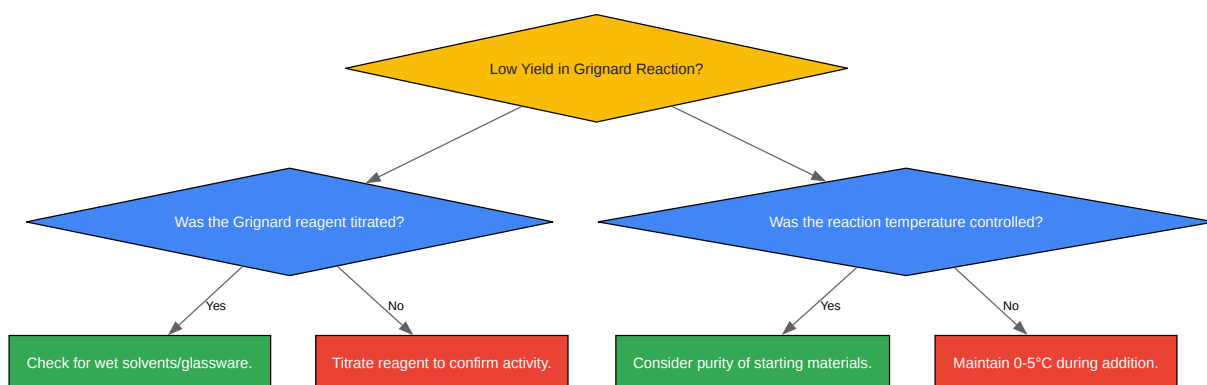 Low Yield in Grignard Reaction?
Was the Grignard reagent titrated?
Was the reaction temperature controlled?
Yes
No
Yes
No
Check for wet solvents/glassware.
Titrate reagent to confirm activity.
Consider purity of starting materials.
Maintain 0-5°C during addition.